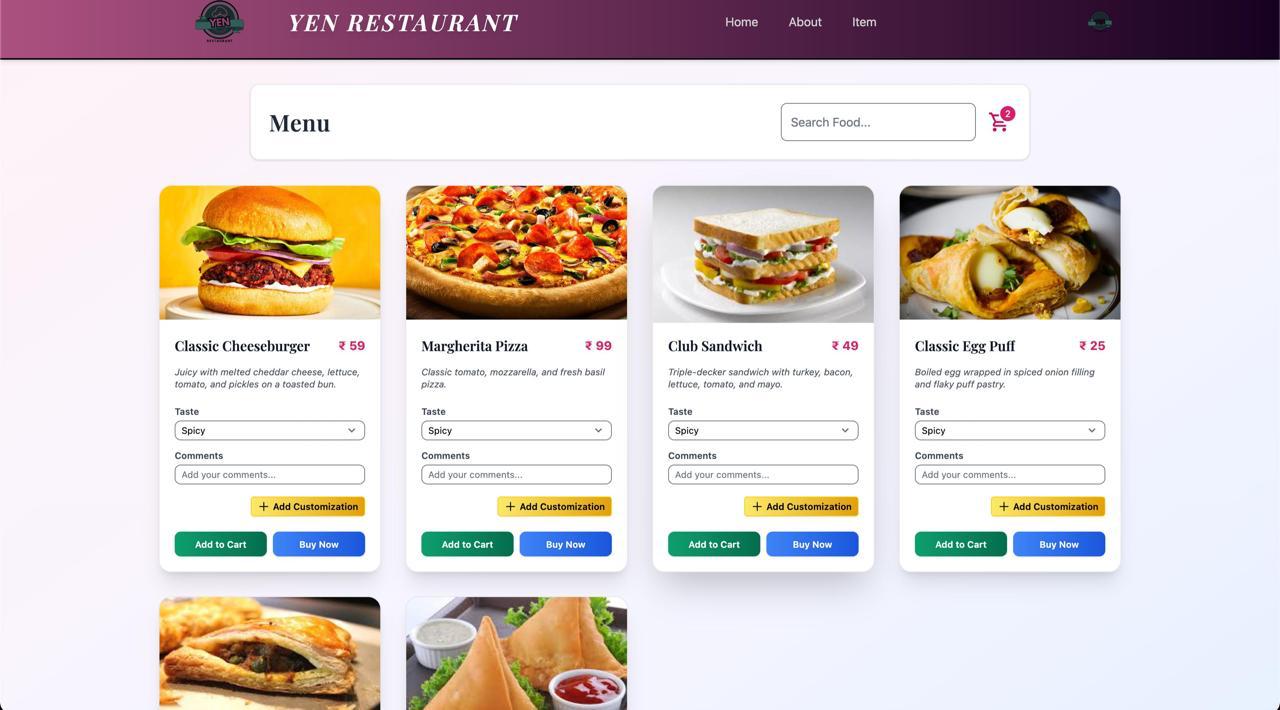 YEN
RESTAURANT
YEN RESTAURANT
Home
About
Item
Menu
Search Food...
2
Classic Cheeseburger
₹ 59
Juicy with melted cheddar cheese, lettuce,
tomato, and pickles on a toasted bun.
Taste
Spicy
Comments
Add your comments...
+ Add Customization
Add to Cart
Buy Now
Margherita Pizza
₹ 99
Classic tomato, mozzarella, and fresh basil
pizza.
Taste
Spicy
Comments
Add your comments...
+ Add Customization
Add to Cart
Buy Now
Club Sandwich
₹ 49
Triple-decker sandwich with turkey, bacon,
lettuce, tomato, and mayo.
Taste
Spicy
Comments
Add your comments...
+ Add Customization
Add to Cart
Buy Now
Classic Egg Puff
₹ 25
Boiled egg wrapped in spiced onion filling
and flaky puff pastry.
Taste
Spicy
Comments
Add your comments...
+ Add Customization
Add to Cart
Buy Now